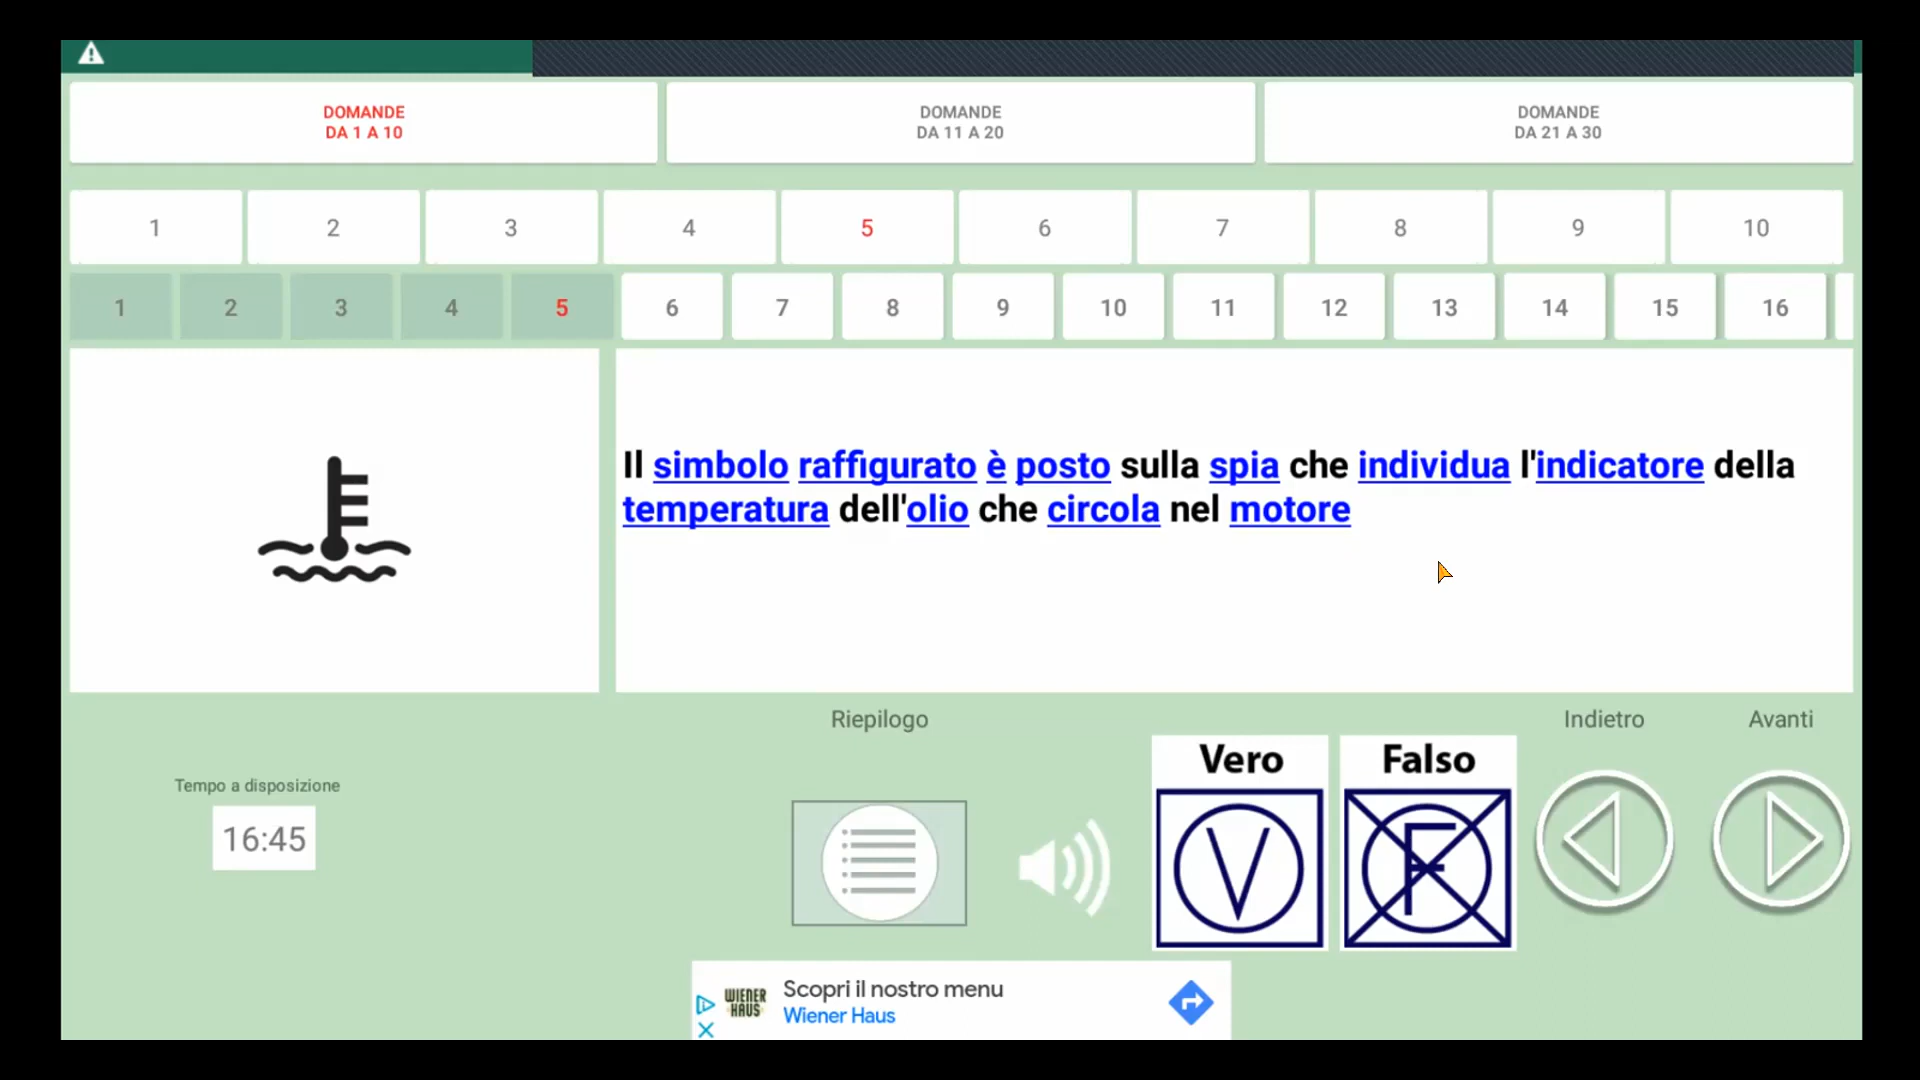 DOMANDE
DA 1 A 10
DOMANDE
DA 11 A 20
DOMANDE
DA 21 A 30
1 2 3 4 5 6 7 8 9 10
1 2 3 4 5 6 7 8 9 10 11 12 13 14 15 16
Il simbolo raffigurato è posto sulla spia che individua l'indicatore della
temperatura dell'olio che circola nel motore
Riepilogo
Indietro
Avanti
Vero
Falso
V
F
Tempo a disposizione
16:45
WIENER
HAUS
Scopri il nostro menu
Wiener Haus